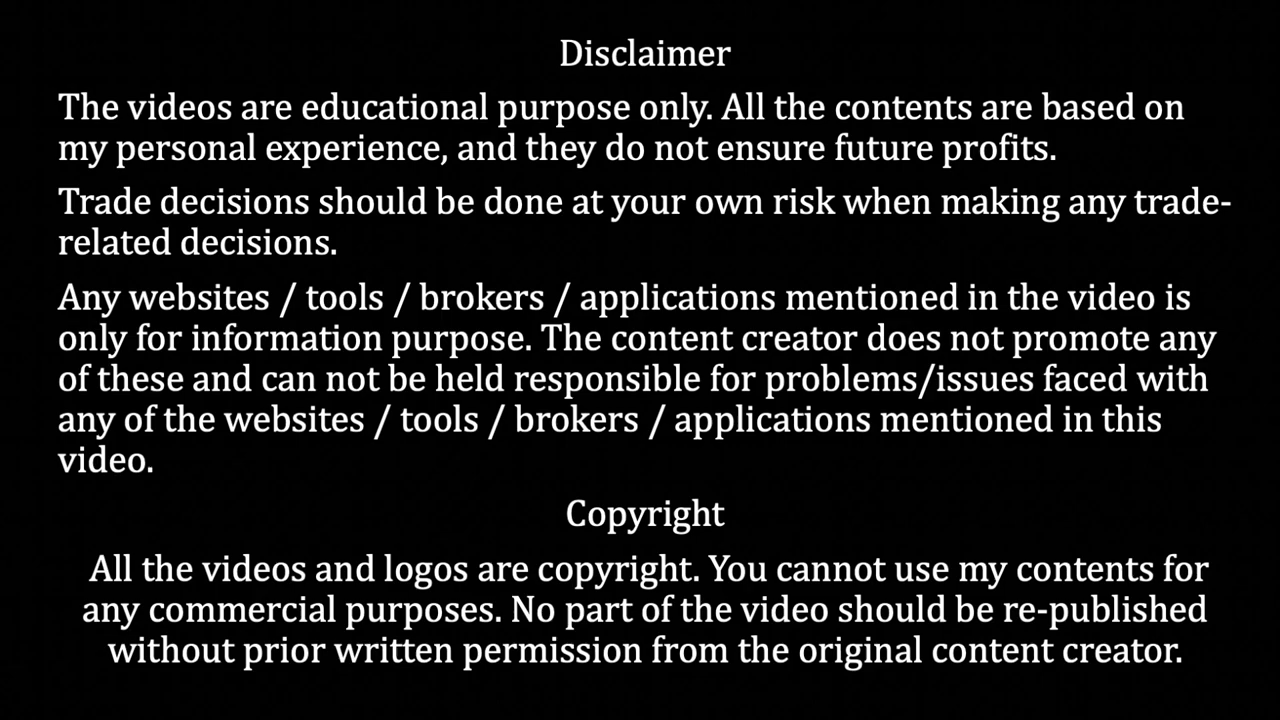 Disclaimer
The videos are educational purpose only. All the contents are based on
my personal experience, and they do not ensure future profits.
Trade decisions should be done at your own risk when making any trade-
related decisions.
Any websites / tools / brokers / applications mentioned in the video is
only for information purpose. The content creator does not promote any
of these and can not be held responsible for problems/issues faced with
any of the websites / tools / brokers / applications mentioned in this
video.
Copyright
All the videos and logos are copyright. You cannot use my contents for
any commercial purposes. No part of the video should be re-published
without prior written permission from the original content creator.